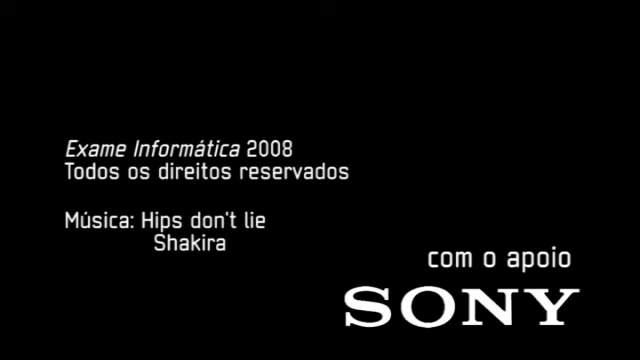 Exame Informática 2008
Todos os direitos reservados
Música: Hips don't lie
Shakira
com o apoio
SONY